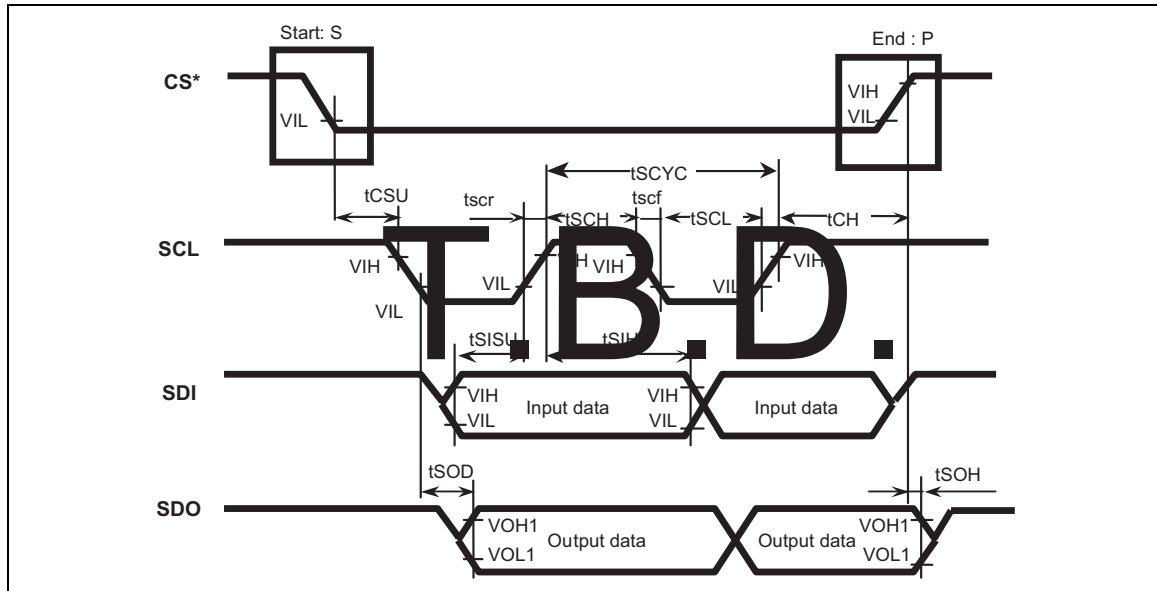 Start: S
End : P
CS*
VIL
VIH
VIL
tSCYC
tCSU
tscr
tSCH
tscf
tSCL
tCH
SCL
VIH
VIL
VIL
VIH
VIH
VIL
VIH
T.B.D.
tSISU
tSIH
SDI
VIH
VIL
Input data
VIH
VIL
Input data
tSOD
tSOH
SDO
VOH1
VOL1
Output data
Output data
VOH1
VOL1